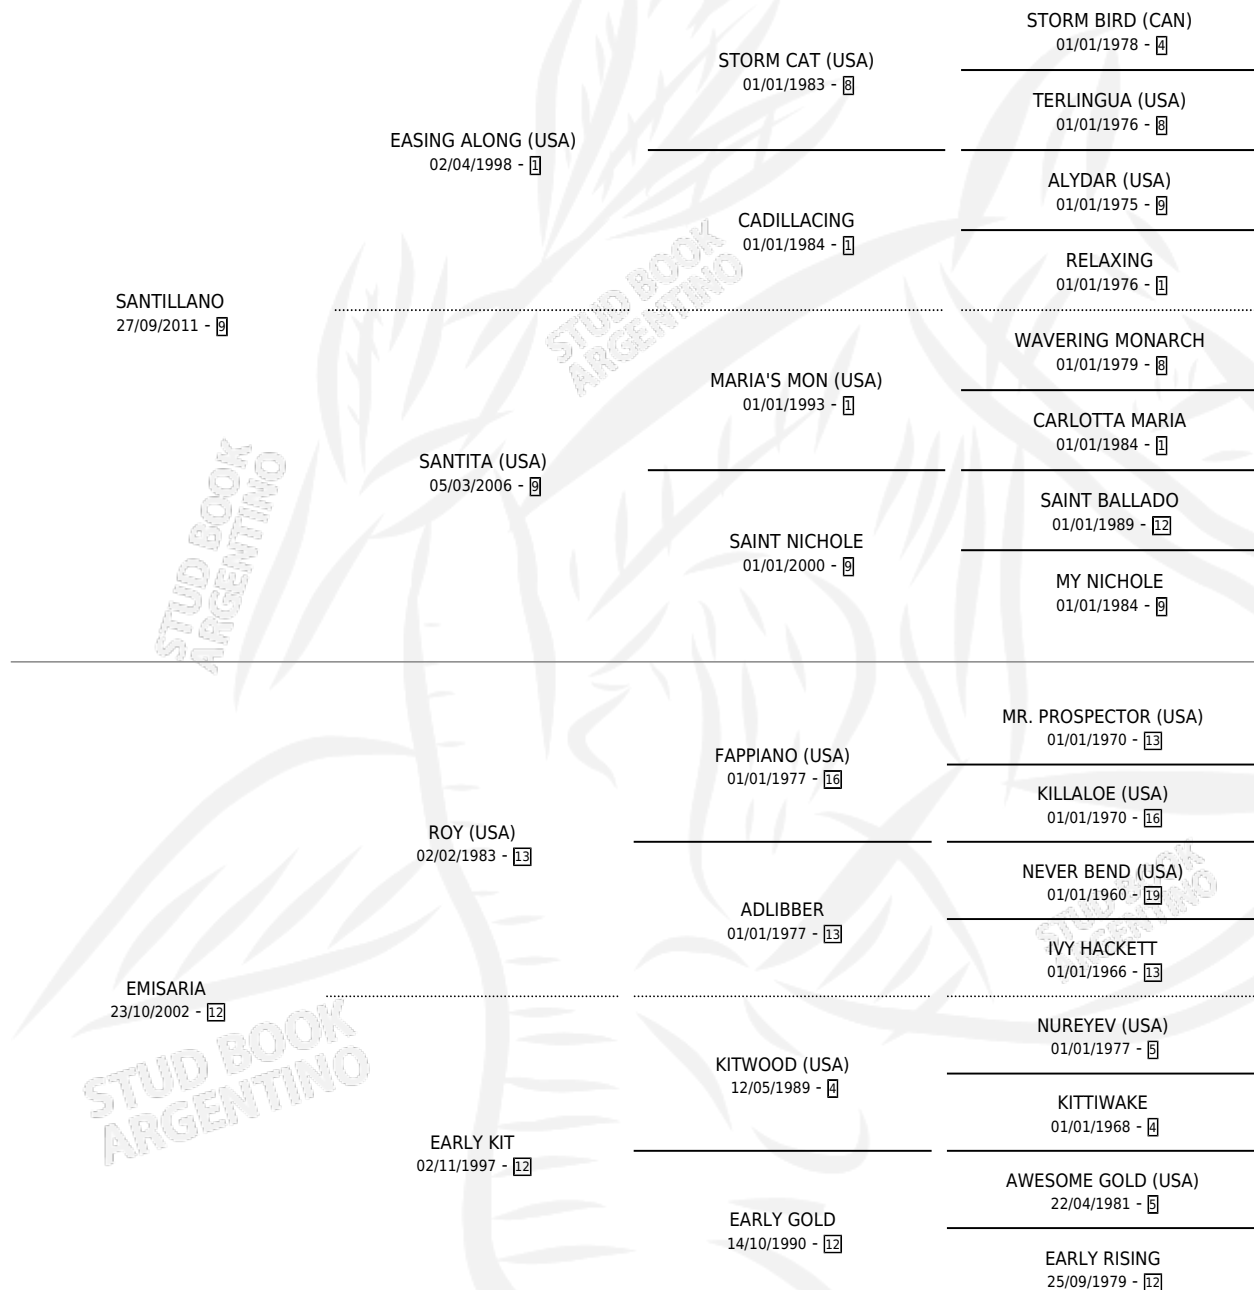 STORM BIRD (CAN)
01/01/1978 - 4
STORM CAT (USA)
01/01/1983 - 8
TERLINGUA (USA)
01/01/1976 - 8
EASING ALONG (USA)
02/04/1998 - 1
ALYDAR (USA)
01/01/1975 - 9
CADILLACING
01/01/1984 - 1
RELAXING
01/01/1976 - 1
SANTILLANO
27/09/2011 - 9
WAVERING MONARCH
01/01/1979 - 8
MARIA'S MON (USA)
01/01/1993 - 1
CARLOTTA MARIA
01/01/1984 - 1
SANTITA (USA)
05/03/2006 - 9
SAINT BALLADO
01/01/1989 - 12
SAINT NICHOLE
01/01/2000 - 9
MY NICHOLE
01/01/1984 - 9
MR. PROSPECTOR (USA)
01/01/1970 - 13
FAPPIANO (USA)
01/01/1977 - 16
KILLALOE (USA)
01/01/1970 - 16
ROY (USA)
02/02/1983 - 13
NEVER BEND (USA)
01/01/1960 - 19
ADLIBBER
01/01/1977 - 13
IVY HACKETT
01/01/1966 - 13
EMISARIA
23/10/2002 - 12
NUREYEV (USA)
01/01/1977 - 5
KITWOOD (USA)
12/05/1989 - 4
KITTIWAKE
01/01/1968 - 4
EARLY KIT
02/11/1997 - 12
AWESOME GOLD (USA)
22/04/1981 - 5
EARLY GOLD
14/10/1990 - 12
EARLY RISING
25/09/1979 - 12
STUD BOOK
ARGENTINO
STUD BOOK
ARGENTINO
STUD BOOK
ARGENTINO
STUD BOOK
ARGENTINO